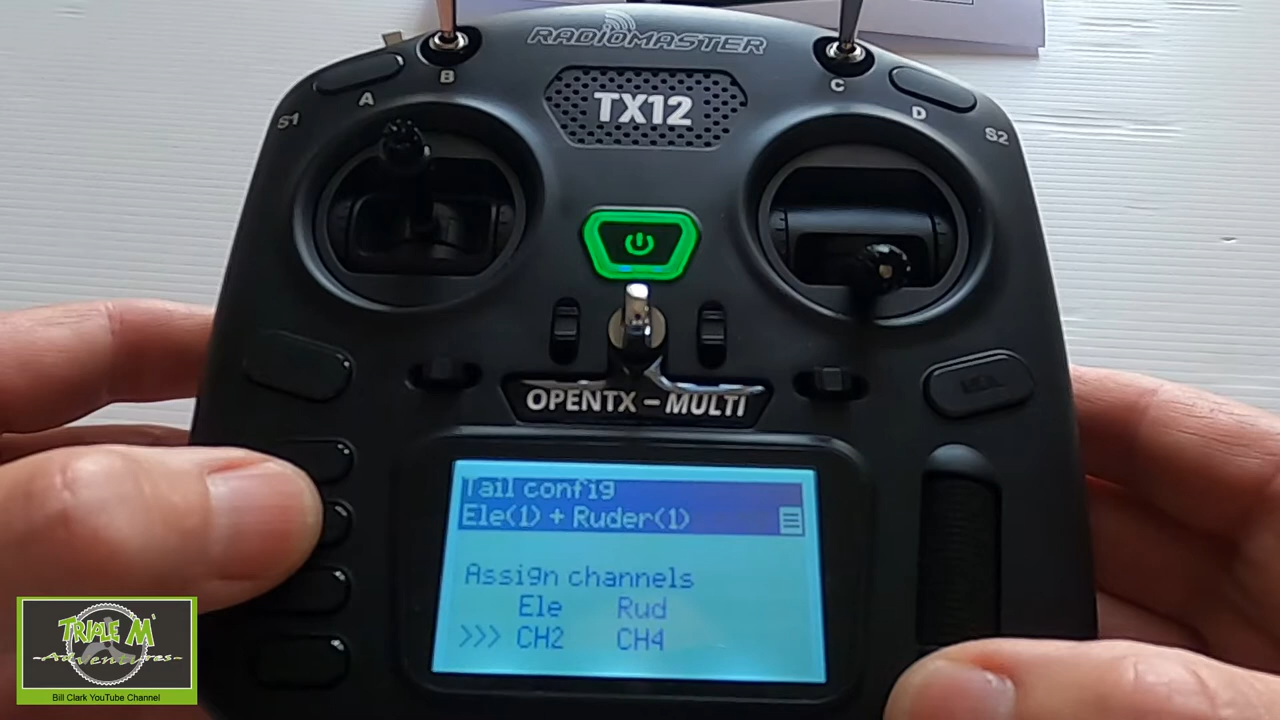 RADIOMASTER
B
C
A
D
S1
S2
TX12
OPENTX - MULTI
Tail config
Ele(1) + Ruder(1)
Assign channels
Ele Rud
>>> CH2 CH4
TRIPLE M
-Adventures-
Bill Clark YouTube Channel